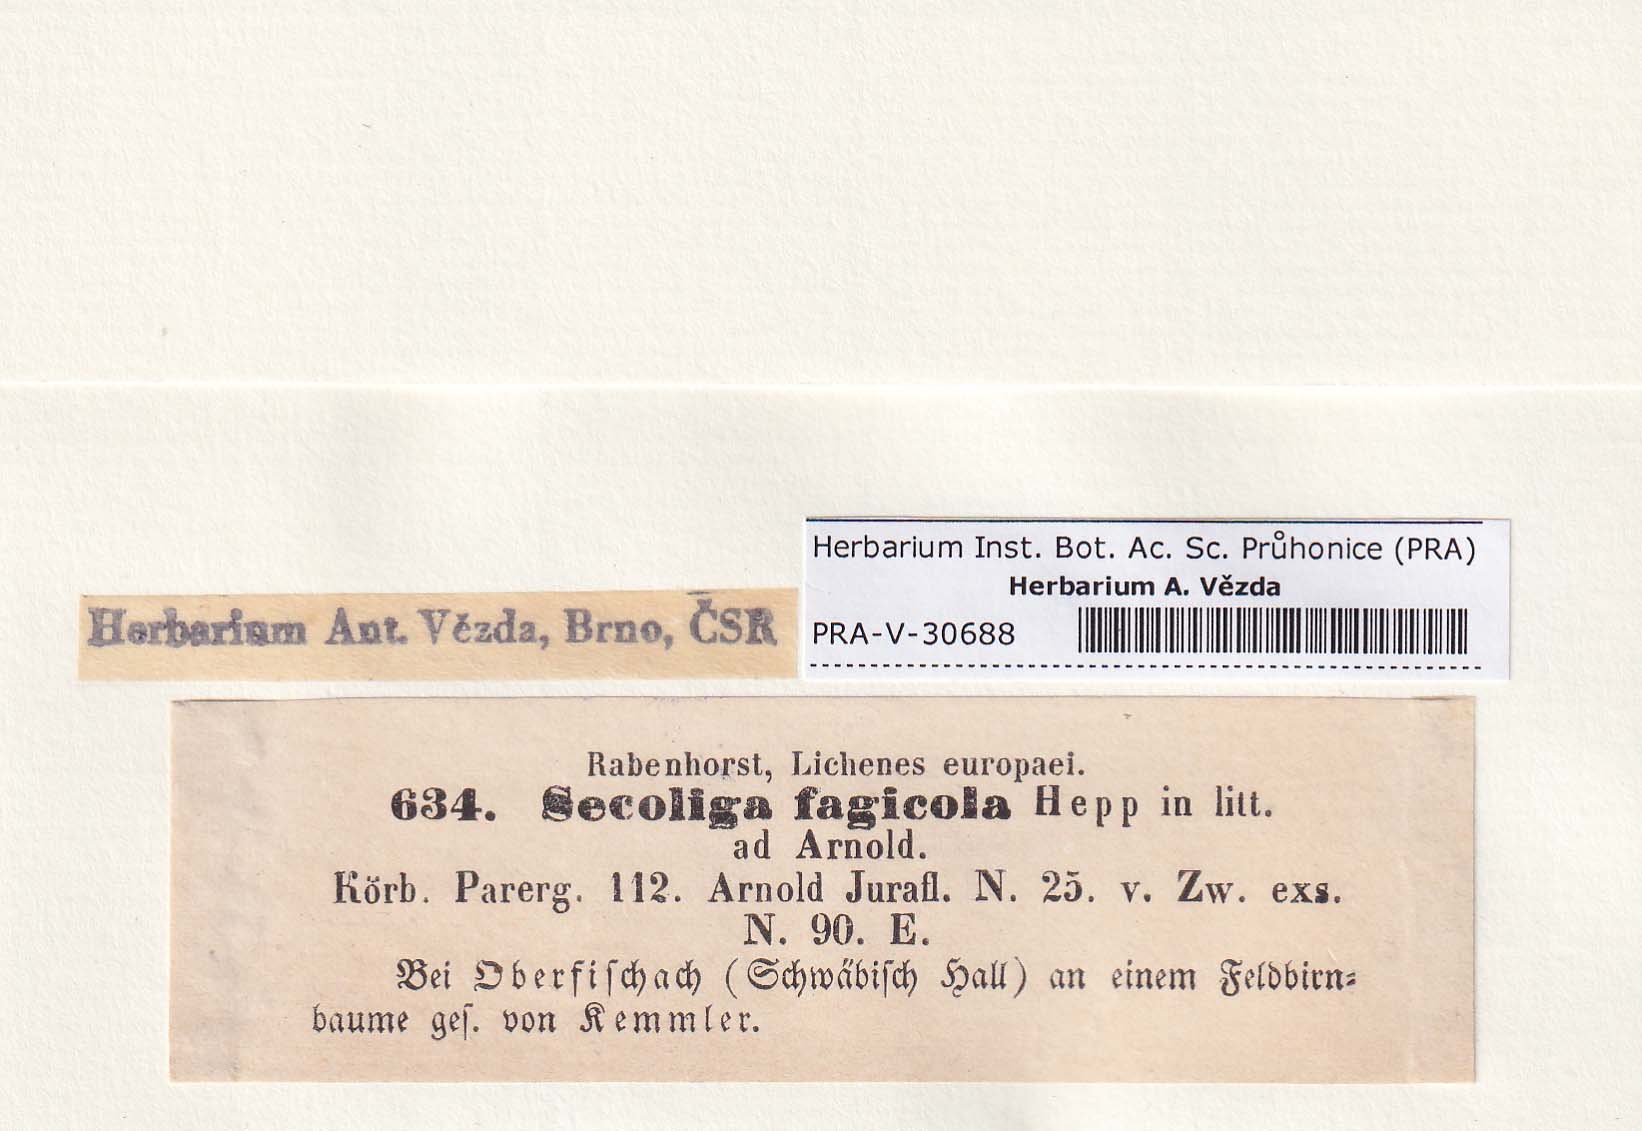 Herbarium Inst. Bot. Ac. Sc. Průhonice (PRA)
Herbarium A. Vězda
PRA-V-30688
Herbarium Ant. Vězda, Brno, ČSR
Rabenhorst, Lichenes europaei.
634. Secoliga fagicola Hepp in litt.
ad Arnold.
Körb. Parerg. 112. Arnold Jurafl. N. 25. v. Zw. exs.
N. 90. E.
Bei Oberfiſchach (Schwäbiſch Hall) an einem Feldbirn⸗
baume geſ. von Kemmler.